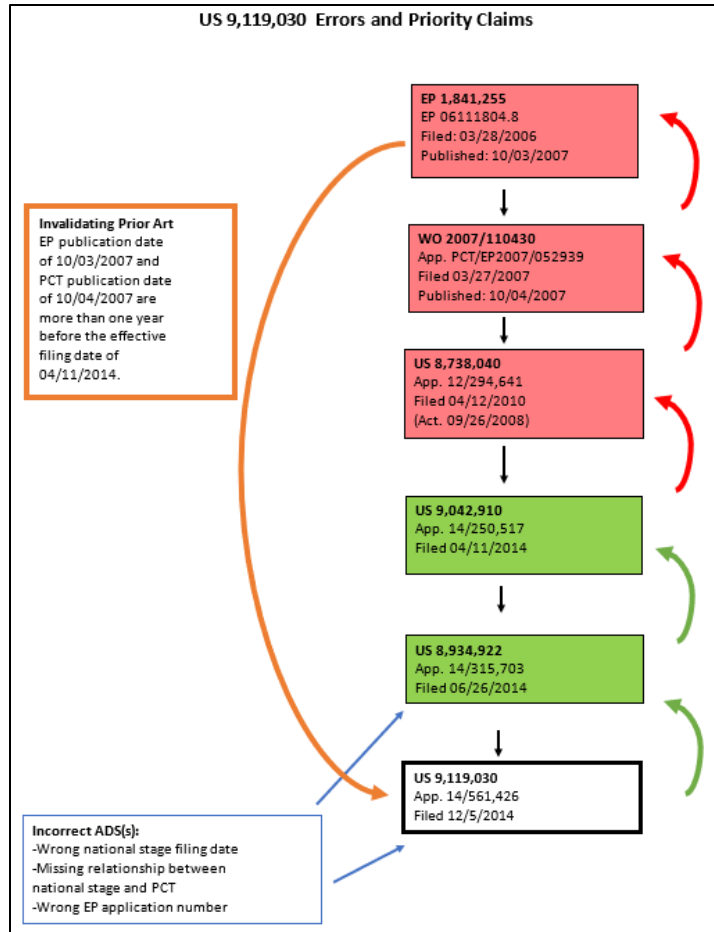 US 9,119,030 Errors and Priority Claims
EP 1,841,255
EP 06111804.8
Filed: 03/28/2006
Published: 10/03/2007
Invalidating Prior Art
EP publication date
of 10/03/2007 and
PCT publication date
of 10/04/2007 are
more than one year
before the effective
filing date of
04/11/2014.
WO 2007/110430
App. PCT/EP2007/052939
Filed 03/27/2007
Published: 10/04/2007
US 8,738,040
App. 12/294,641
Filed 04/12/2010
(Act. 09/26/2008)
US 9,042,910
App. 14/250,517
Filed 04/11/2014
US 8,934,922
App. 14/315,703
Filed 06/26/2014
US 9,119,030
App. 14/561,426
Filed 12/5/2014
Incorrect ADS(s):
-Wrong national stage filing date
-Missing relationship between
national stage and PCT
-Wrong EP application number